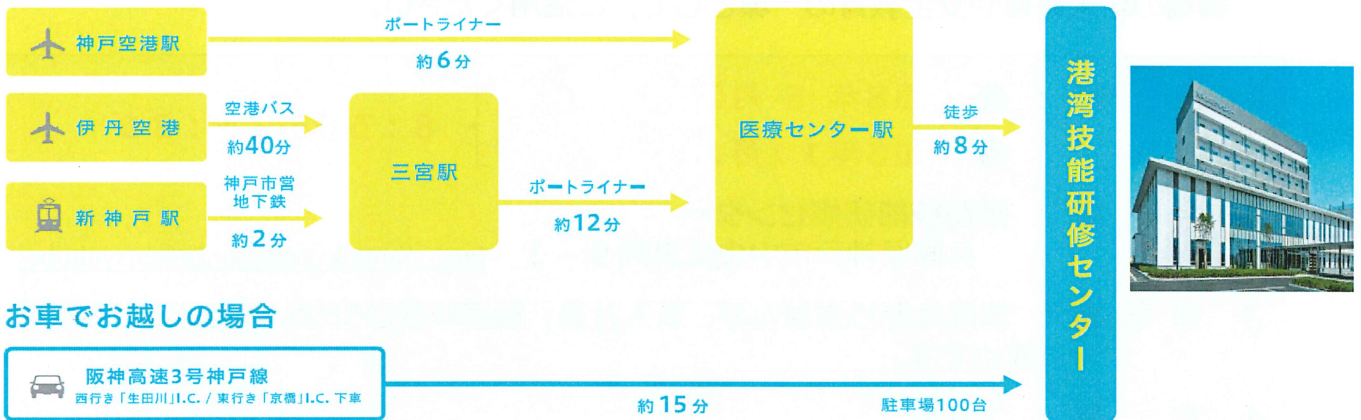 神戸空港駅
ポートライナー
約6分
伊丹空港
空港バス
約40分
新神戸駅
神戸市営
地下鉄
約2分
三宮駅
ポートライナー
約12分
医療センター駅
徒歩
約8分
港湾技能研修センター
お車でお越しの場合
阪神高速3号神戸線
西行き「生田川」I.C. / 東行き「京橋」I.C. 下車
約15分
駐車場100台